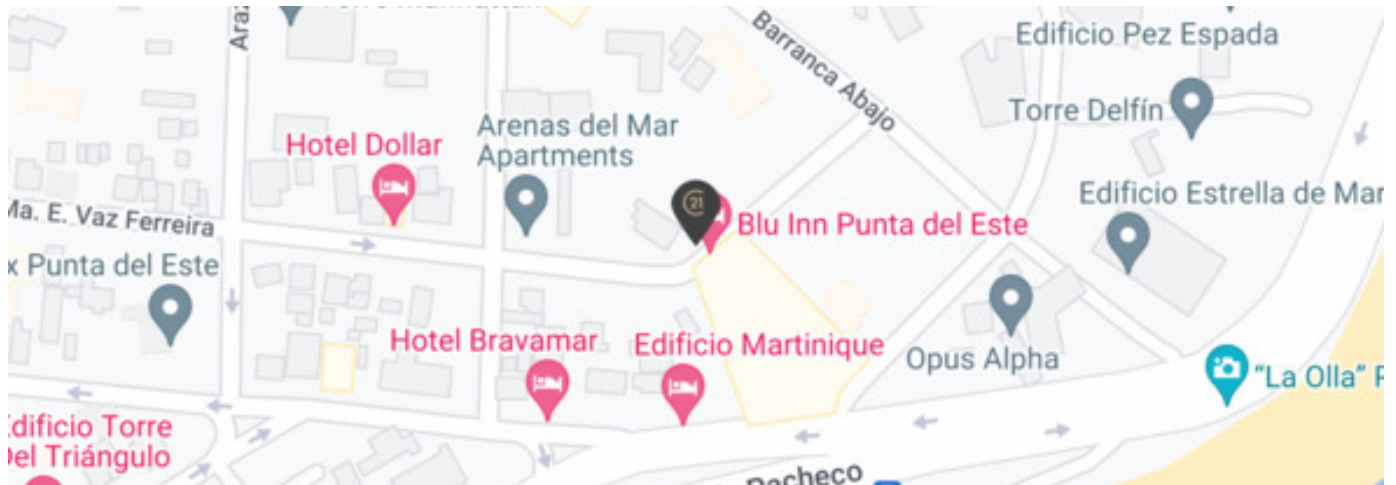 Araz
Barranca Abajo
Edificio Pez Espada
Torre Delfín
Hotel Dollar
Arenas del Mar
Apartments
21
Edificio Estrella de Mar
Ma. E. Vaz Ferreira
Blu Inn Punta del Este
x Punta del Este
Hotel Bravamar
Edificio Martinique
Opus Alpha
"La Olla" P
Edificio Torre
Del Triángulo
Pacheco